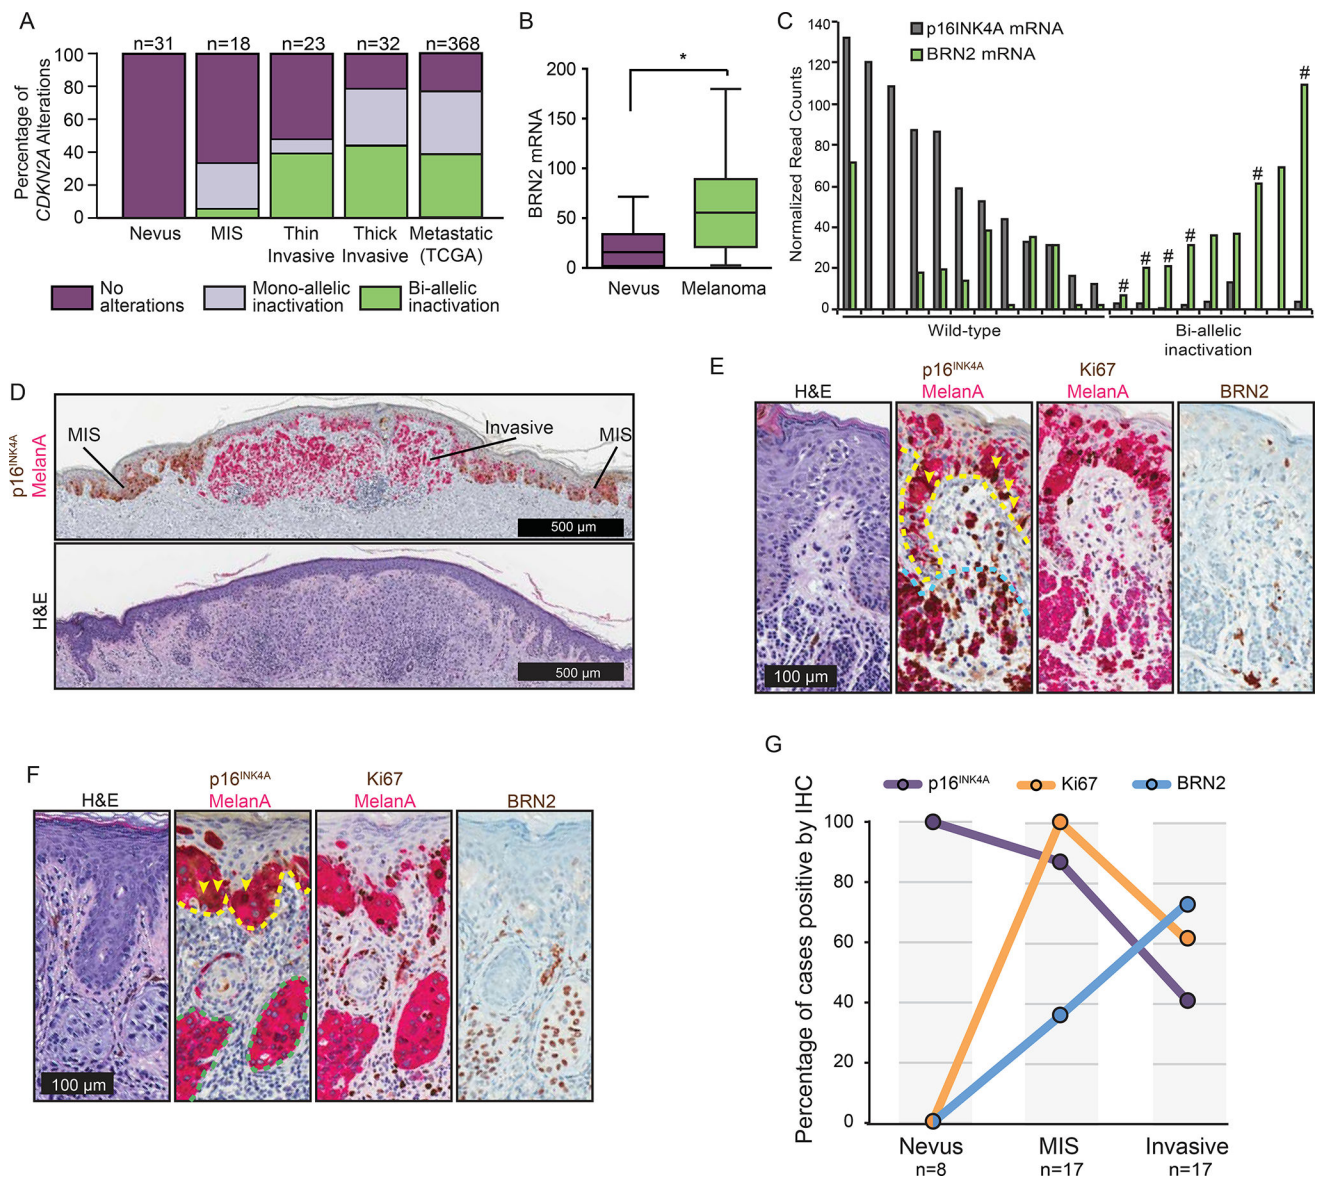 A
n=31 n=18 n=23 n=32 n=368
Percentage of
CDKN2A Alterations
100
80
60
40
20
0
Nevus MIS Thin Invasive Thick Invasive Metastatic (TCGA)
No alterations
Mono-allelic inactivation
Bi-allelic inactivation
B
BRN2 mRNA
200
150
100
50
0
*
Nevus Melanoma
C
Normalized Read Counts
140
120
100
80
60
40
20
0
p16INK4A mRNA
BRN2 mRNA
# # # # # #
Wild-type
Bi-allelic
inactivation
D
p16INK4A
MelanA
MIS
Invasive
MIS
500 µm
H&E
500 µm
E
H&E
p16INK4A
MelanA
Ki67
MelanA
BRN2
100 µm
F
H&E
p16INK4A
MelanA
Ki67
MelanA
BRN2
100 µm
G
p16INK4A Ki67 BRN2
Percentage of cases positive by IHC
100
80
60
40
20
0
Nevus MIS Invasive
n=8 n=17 n=17